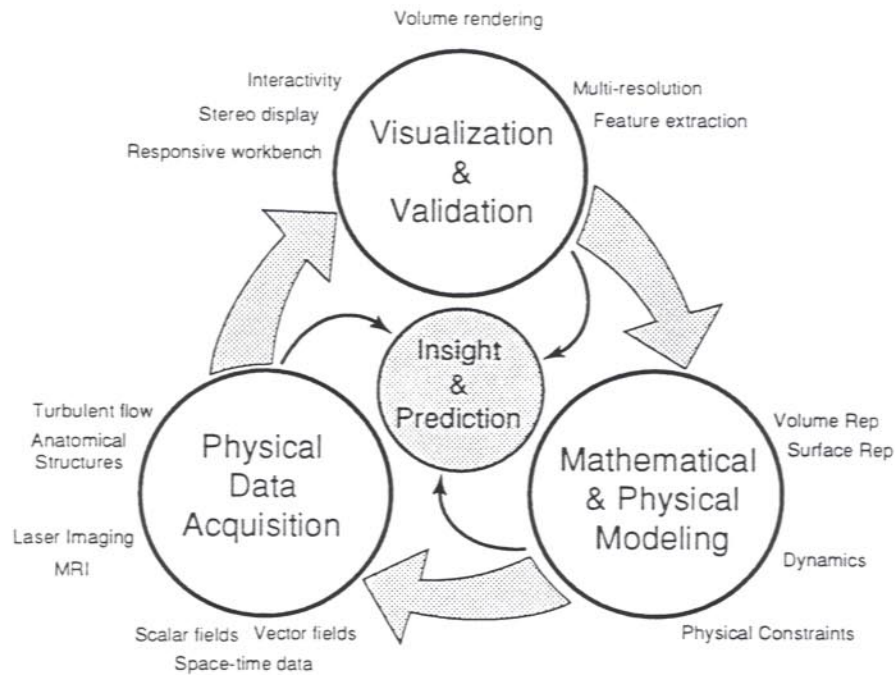 Volume rendering
Interactivity
Stereo display
Responsive workbench
Multi-resolution
Feature extraction
Visualization
&
Validation
Insight
&
Prediction
Turbulent flow
Anatomical
Structures
Laser Imaging
MRI
Physical
Data
Acquisition
Scalar fields Vector fields
Space-time data
Mathematical
& Physical
Modeling
Volume Rep
Surface Rep
Dynamics
Physical Constraints